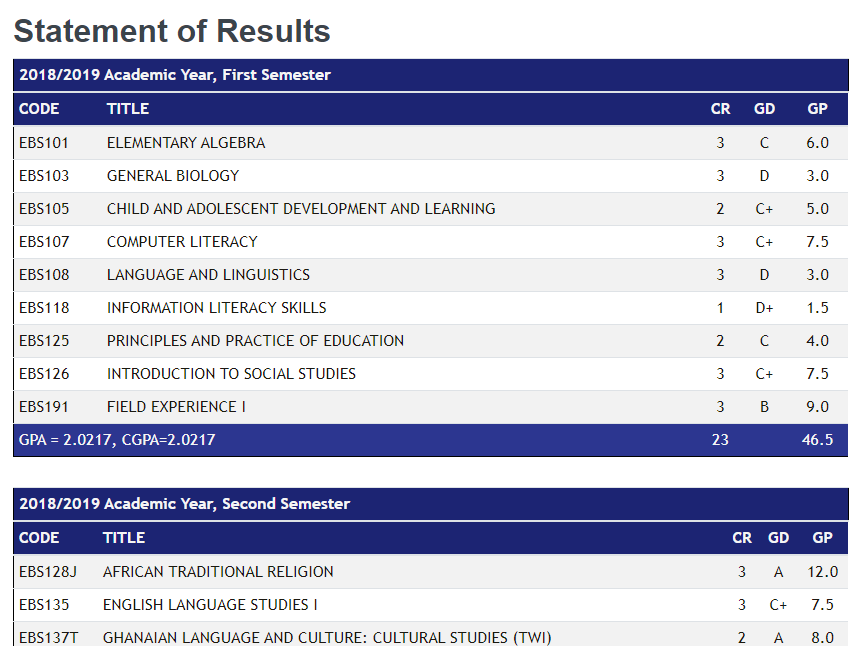 Statement of Results
2018/2019 Academic Year, First Semester
CODE TITLE CR GD GP
EBS101 ELEMENTARY ALGEBRA 3 C 6.0
EBS103 GENERAL BIOLOGY 3 D 3.0
EBS105 CHILD AND ADOLESCENT DEVELOPMENT AND LEARNING 2 C+ 5.0
EBS107 COMPUTER LITERACY 3 C+ 7.5
EBS108 LANGUAGE AND LINGUISTICS 3 D 3.0
EBS118 INFORMATION LITERACY SKILLS 1 D+ 1.5
EBS125 PRINCIPLES AND PRACTICE OF EDUCATION 2 C 4.0
EBS126 INTRODUCTION TO SOCIAL STUDIES 3 C+ 7.5
EBS191 FIELD EXPERIENCE I 3 B 9.0
GPA = 2.0217, CGPA=2.0217 23 46.5
2018/2019 Academic Year, Second Semester
CODE TITLE CR GD GP
EBS128J AFRICAN TRADITIONAL RELIGION 3 A 12.0
EBS135 ENGLISH LANGUAGE STUDIES I 3 C+ 7.5
EBS137T GHANAIAN LANGUAGE AND CULTURE: CULTURAL STUDIES (TWI) 2 A 8.0